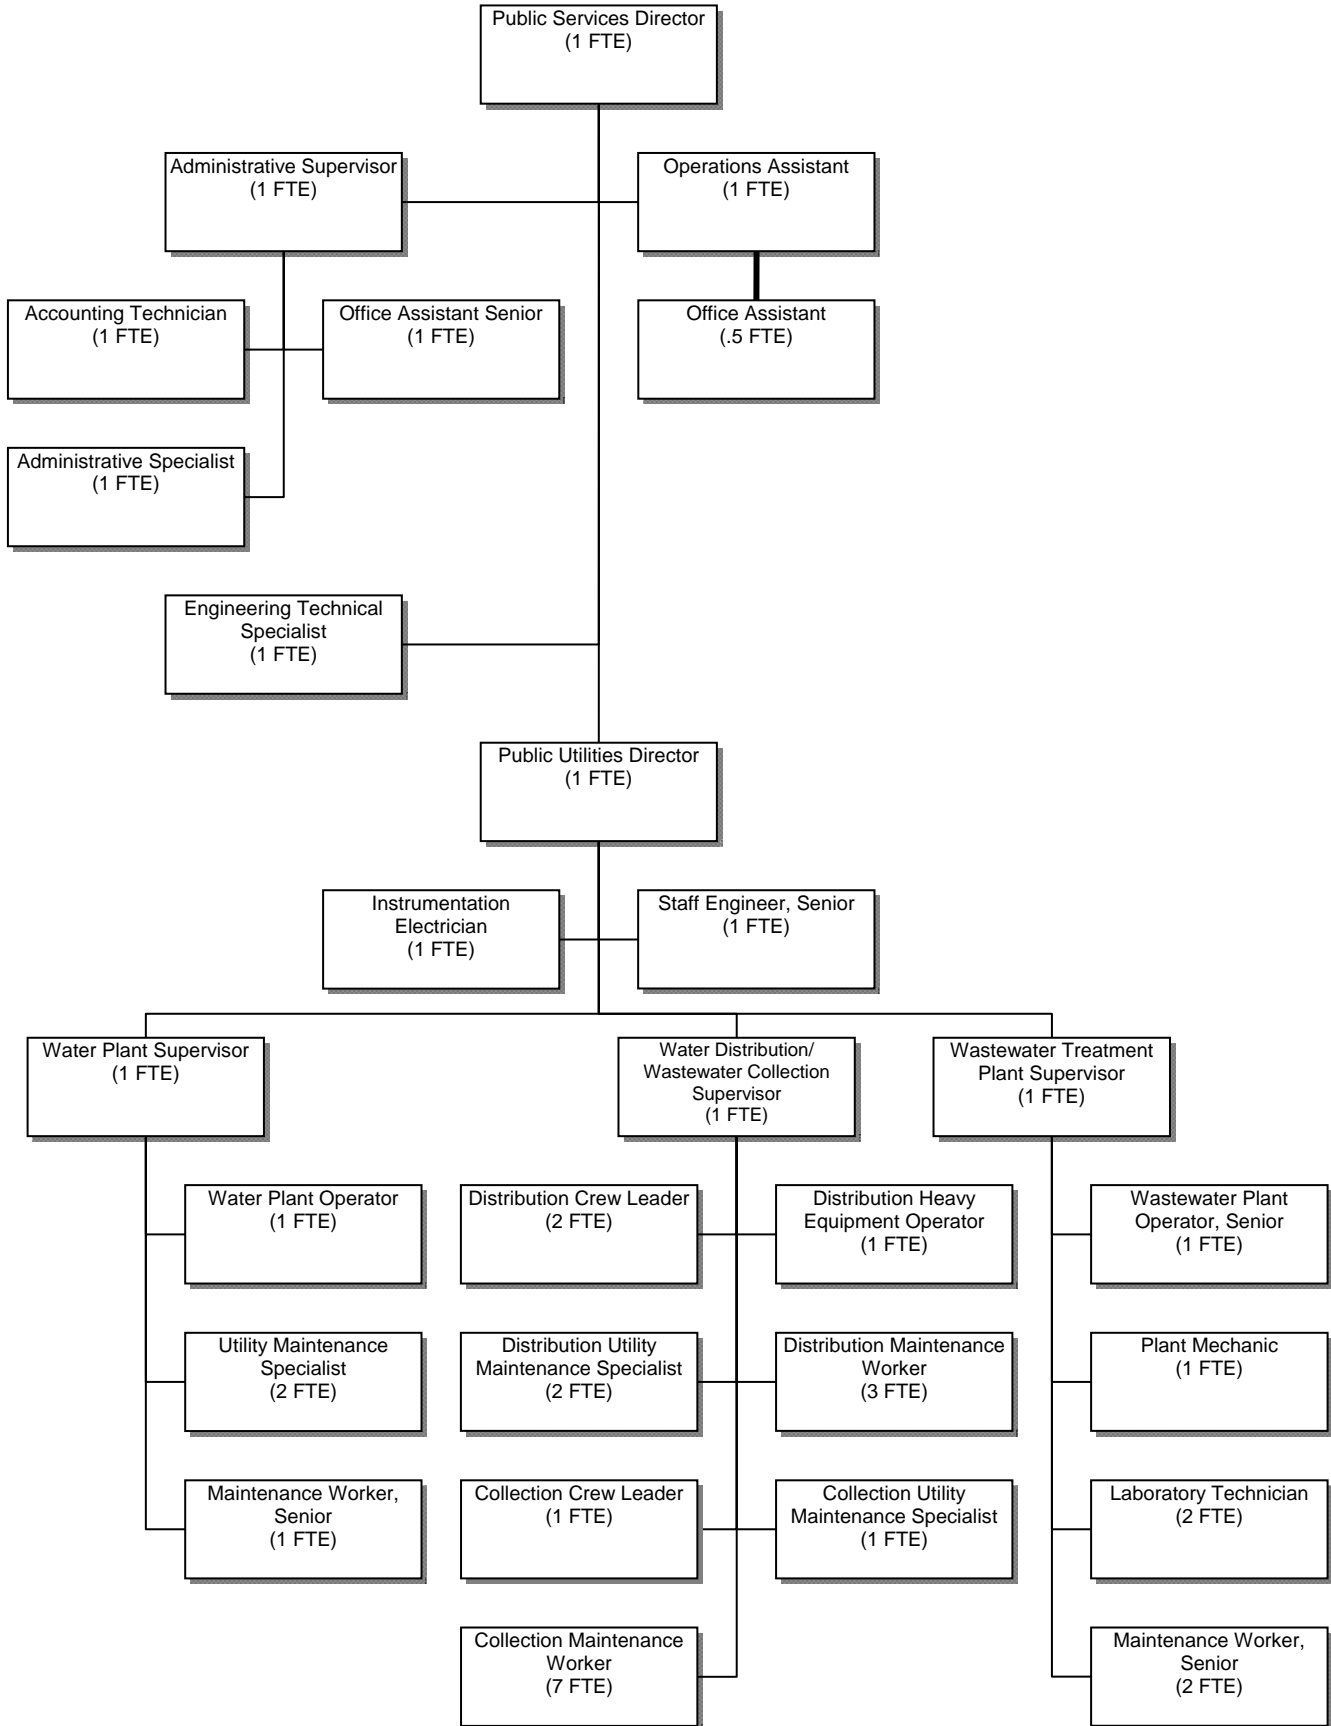 Public Services Director
(1 FTE)
Administrative Supervisor
(1 FTE)
Operations Assistant
(1 FTE)
Accounting Technician
(1 FTE)
Office Assistant Senior
(1 FTE)
Office Assistant
(.5 FTE)
Administrative Specialist
(1 FTE)
Engineering Technical
Specialist
(1 FTE)
Public Utilities Director
(1 FTE)
Instrumentation
Electrician
(1 FTE)
Staff Engineer, Senior
(1 FTE)
Water Plant Supervisor
(1 FTE)
Water Distribution/
Wastewater Collection
Supervisor
(1 FTE)
Wastewater Treatment
Plant Supervisor
(1 FTE)
Water Plant Operator
(1 FTE)
Distribution Crew Leader
(2 FTE)
Distribution Heavy
Equipment Operator
(1 FTE)
Wastewater Plant
Operator, Senior
(1 FTE)
Utility Maintenance
Specialist
(2 FTE)
Distribution Utility
Maintenance Specialist
(2 FTE)
Distribution Maintenance
Worker
(3 FTE)
Plant Mechanic
(1 FTE)
Maintenance Worker,
Senior
(1 FTE)
Collection Crew Leader
(1 FTE)
Collection Utility
Maintenance Specialist
(1 FTE)
Laboratory Technician
(2 FTE)
Collection Maintenance
Worker
(7 FTE)
Maintenance Worker,
Senior
(2 FTE)